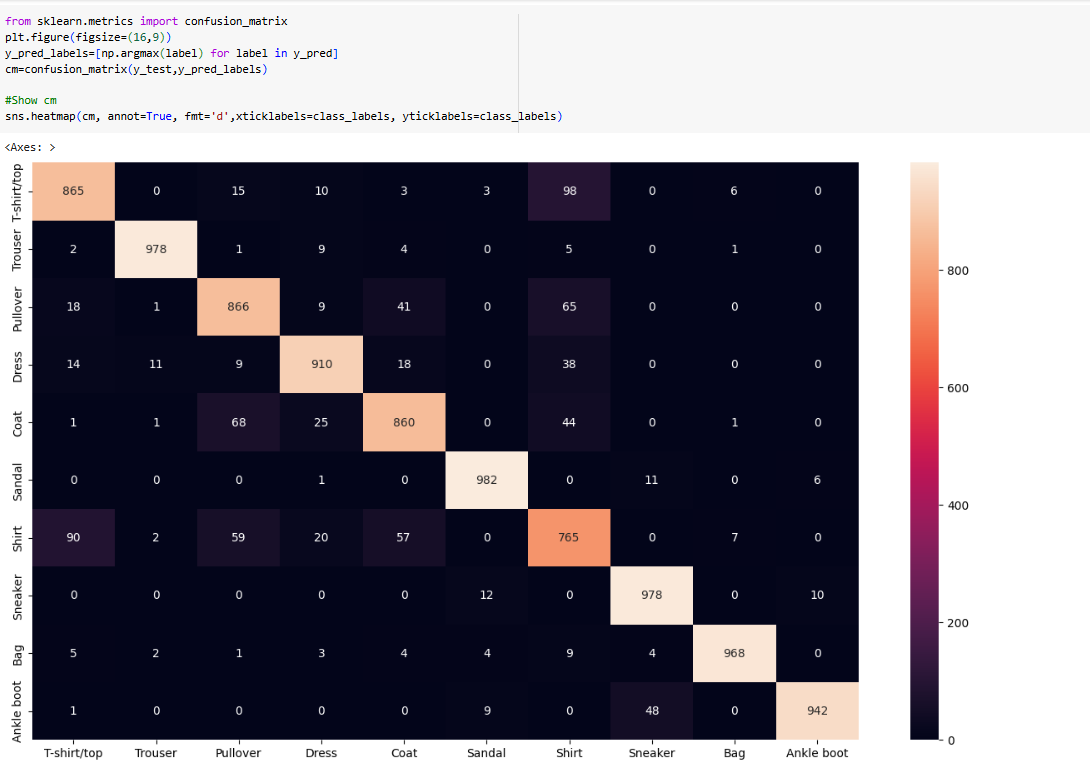 from sklearn.metrics import confusion_matrix
plt.figure(figsize=(16,9))
y_pred_labels=[np.argmax(label) for label in y_pred]
cm=confusion_matrix(y_test,y_pred_labels)
#Show cm
sns.heatmap(cm, annot=True, fmt='d',xticklabels=class_labels, yticklabels=class_labels)
<Axes: >
T-shirt/top 865 0 15 10 3 3 98 0 6 0
Trouser 2 978 1 9 4 0 5 0 1 0
Pullover 18 1 866 9 41 0 65 0 0 0
Dress 14 11 9 910 18 0 38 0 0 0
Coat 1 1 68 25 860 0 44 0 1 0
Sandal 0 0 0 1 0 982 0 11 0 6
Shirt 90 2 59 20 57 0 765 0 7 0
Sneaker 0 0 0 0 0 12 0 978 0 10
Bag 5 2 1 3 4 4 9 4 968 0
Ankle boot 1 0 0 0 0 9 0 48 0 942
T-shirt/top Trouser Pullover Dress Coat Sandal Shirt Sneaker Bag Ankle boot
800
600
400
200
0